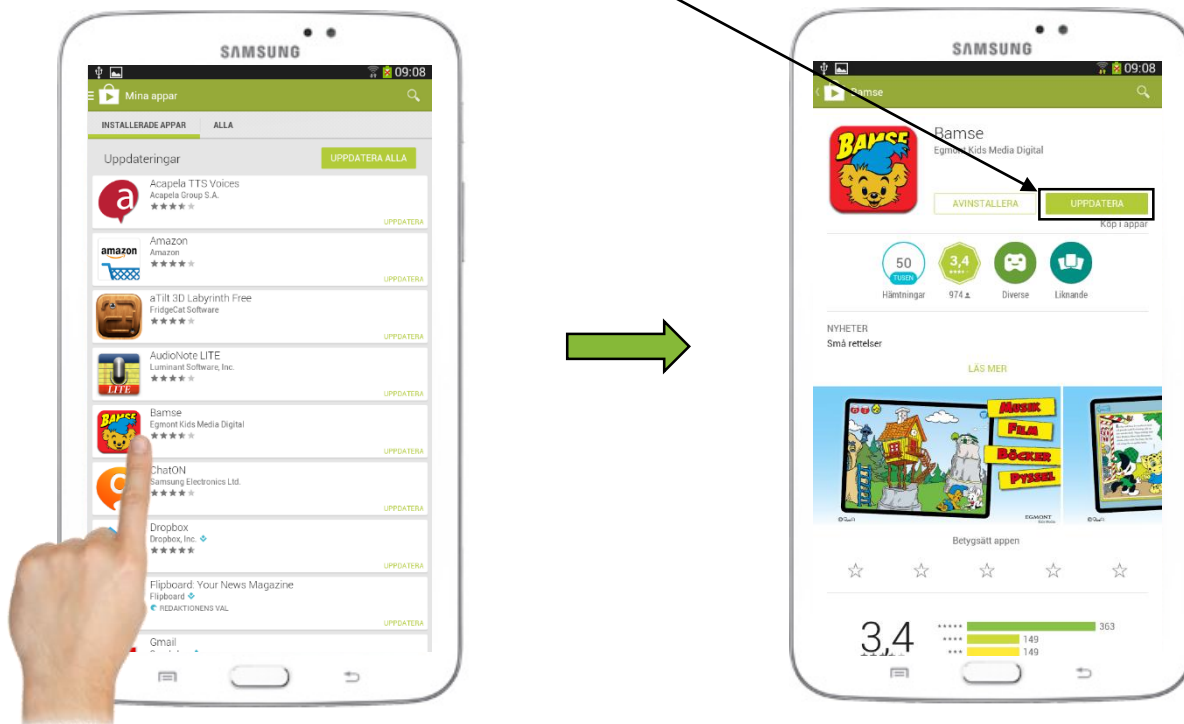 SAMSUNG
09:08
Mina appar
INSTALLERADE APPAR ALLA
Uppdateringar UPPDATERA ALLA
a
Acapela TTS Voices
Acapela Group S.A.
UPPDATERA
amazon
Amazon
Amazon
UPPDATERA
aTilt 3D Labyrinth Free
FridgeCat Software
UPPDATERA
LITE
AudioNote LITE
Luminant Software, Inc.
UPPDATERA
BAMSE
Bamse
Egmont Kids Media Digital
UPPDATERA
ChatON
Samsung Electronics Ltd.
UPPDATERA
Dropbox
Dropbox, Inc.
UPPDATERA
Flipboard: Your News Magazine
Flipboard
REDAKTIONENS VAL
UPPDATERA
Gmail
SAMSUNG
09:08
Bamse
BAMSE
Bamse
Egmont Kids Media Digital
AVINSTALLERA UPPDATERA
Köp i appar
50
TUSEN
3,4
Hämtningar 974 Diverse Liknande
NYHETER
Små rettelser
LÄS MER
MUSIK
FILM
BÖCKER
PYSSEL
EGMONT
Betygsätt appen
3,4
363
149
149